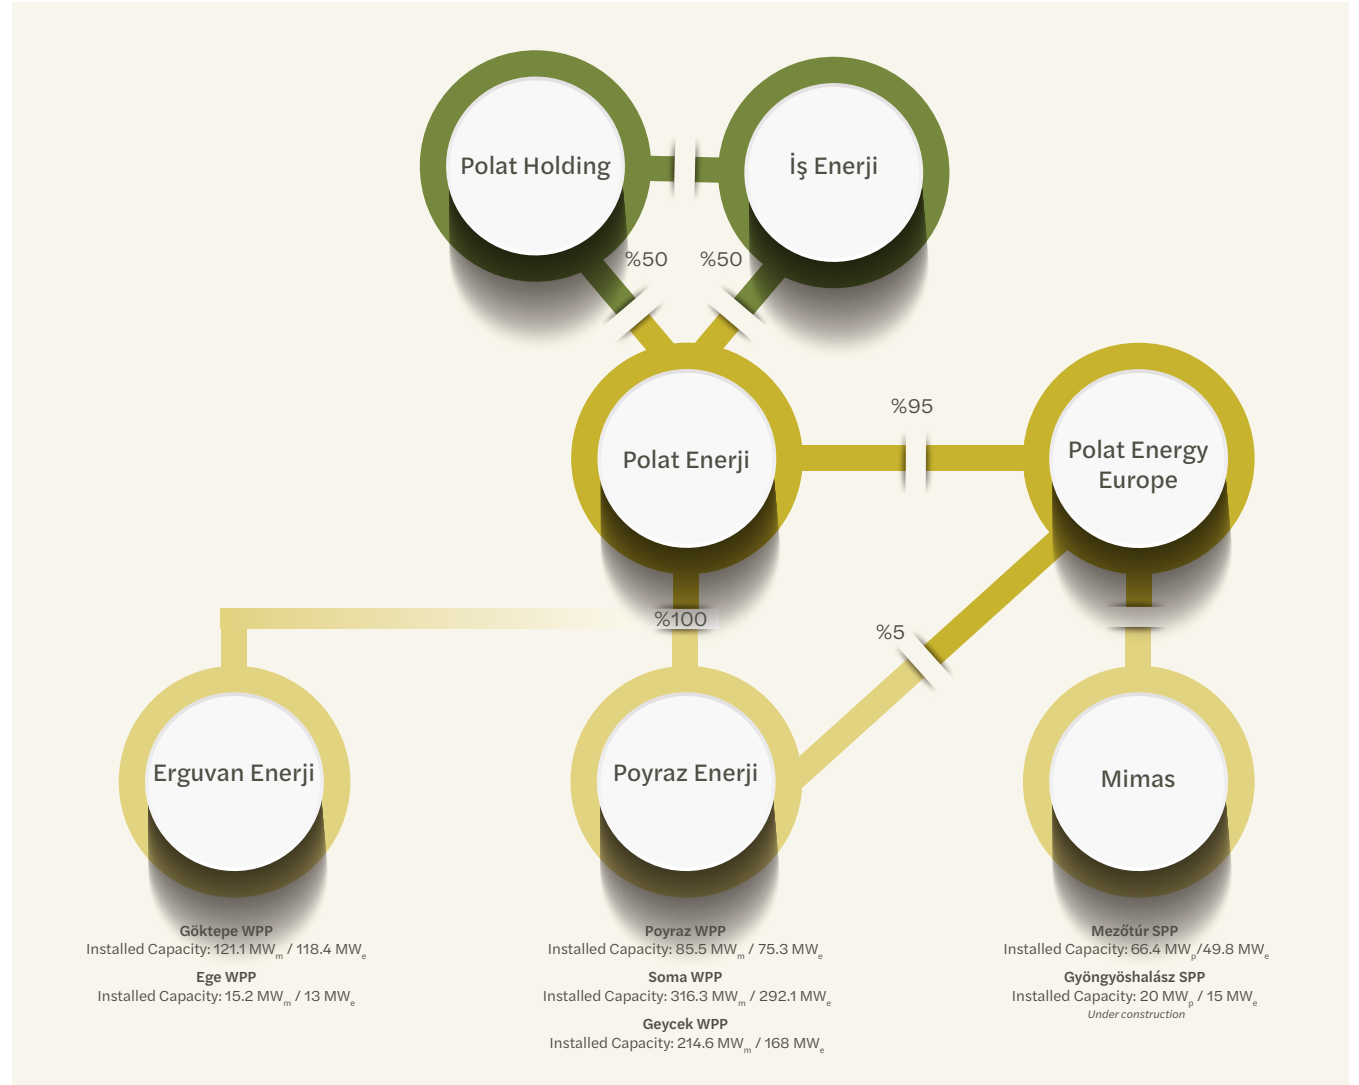 Polat Holding
İş Enerji
%50
%50
Polat Enerji
%95
Polat Energy
Europe
%100
%5
Erguvan Enerji
Poyraz Enerji
Mimas
Göktepe WPP
Installed Capacity: 121.1 MWm / 118.4 MWe
Ege WPP
Installed Capacity: 15.2 MWm / 13 MWe
Poyraz WPP
Installed Capacity: 85.5 MWm / 75.3 MWe
Soma WPP
Installed Capacity: 316.3 MWm / 292.1 MWe
Geycek WPP
Installed Capacity: 214.6 MWm / 168 MWe
Mezőtúr SPP
Installed Capacity: 66.4 MWp/49.8 MWe
Gyöngyöshalász SPP
Installed Capacity: 20 MWp / 15 MWe
Under construction